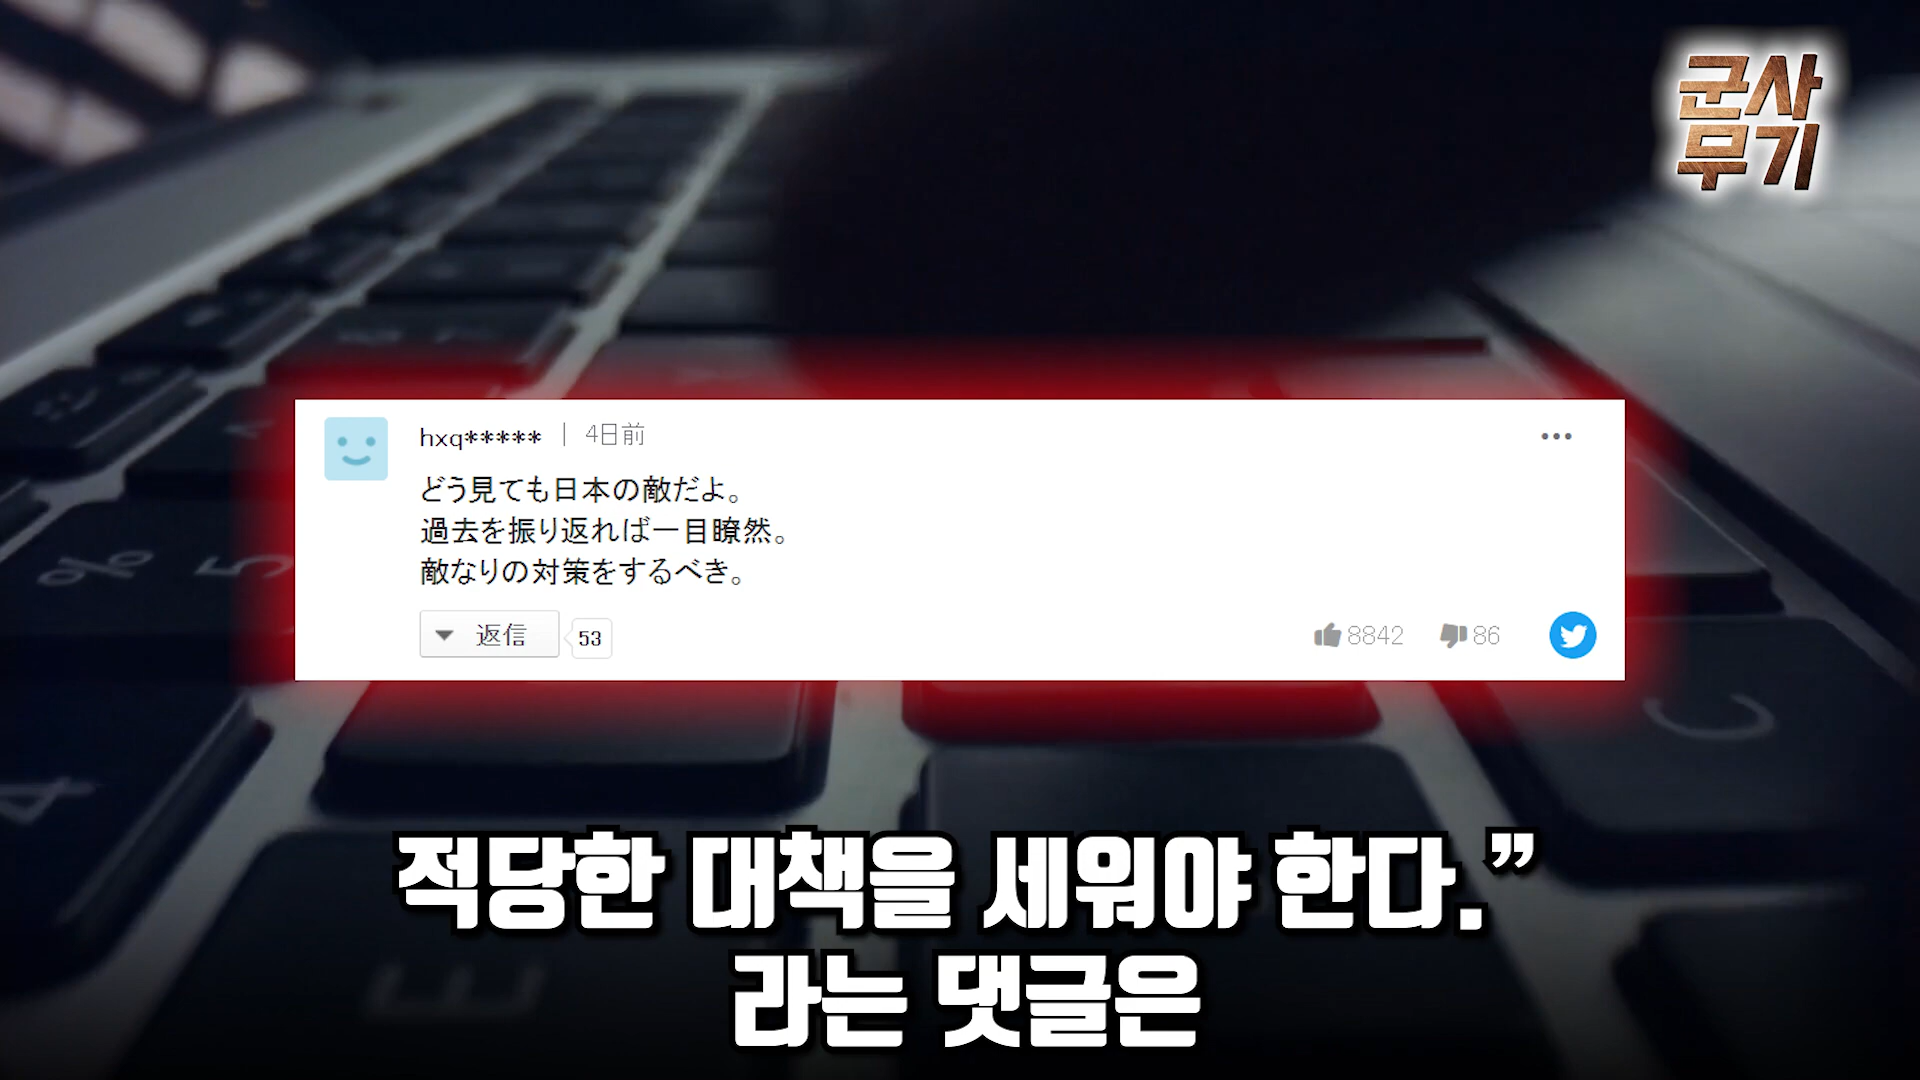 군사
무기
hxq***** | 4日前
どう見ても日本の敵だよ。
過去を振り返れば一目瞭然。
敵なりの対策をするべき。
返信 53
8842 86
% 5
4
E
C
적당한 대책을 세워야 한다.”
라는 댓글은